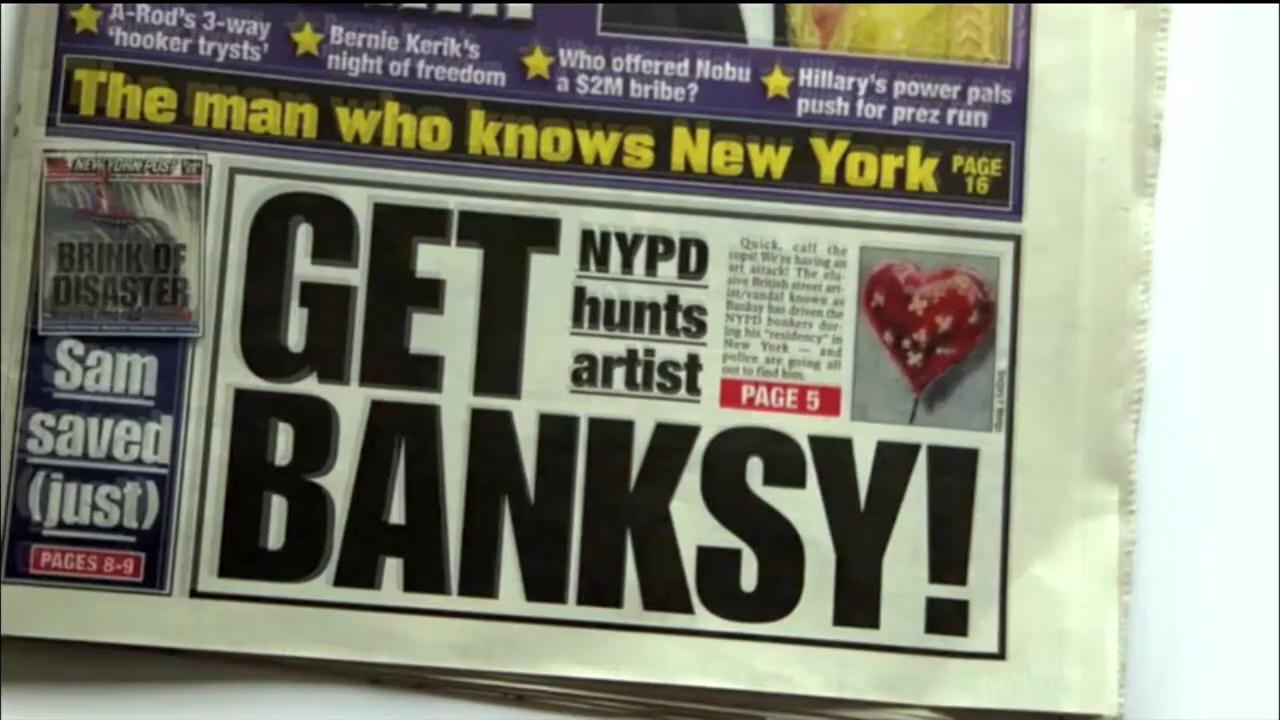 A-Rod's 3-way
'hooker trysts'
Bernie Kerik's
night of freedom
Who offered Nobu
a $2M bribe?
Hillary's power pals
push for prez run
The man who knows New York
PAGE
16
NEW YORK POST
BRINK OF
DISASTER
Sam
saved
(just)
PAGES 8-9
GET
BANKSY!
NYPD
hunts
artist
Quick, call the
cops! We're having an
art attack! The elu-
sive British street art-
ist/vandal known as
Banksy has driven the
NYPD bonkers dur-
ing his "residency" in
New York — and
police are going all
out to find him.
PAGE 5